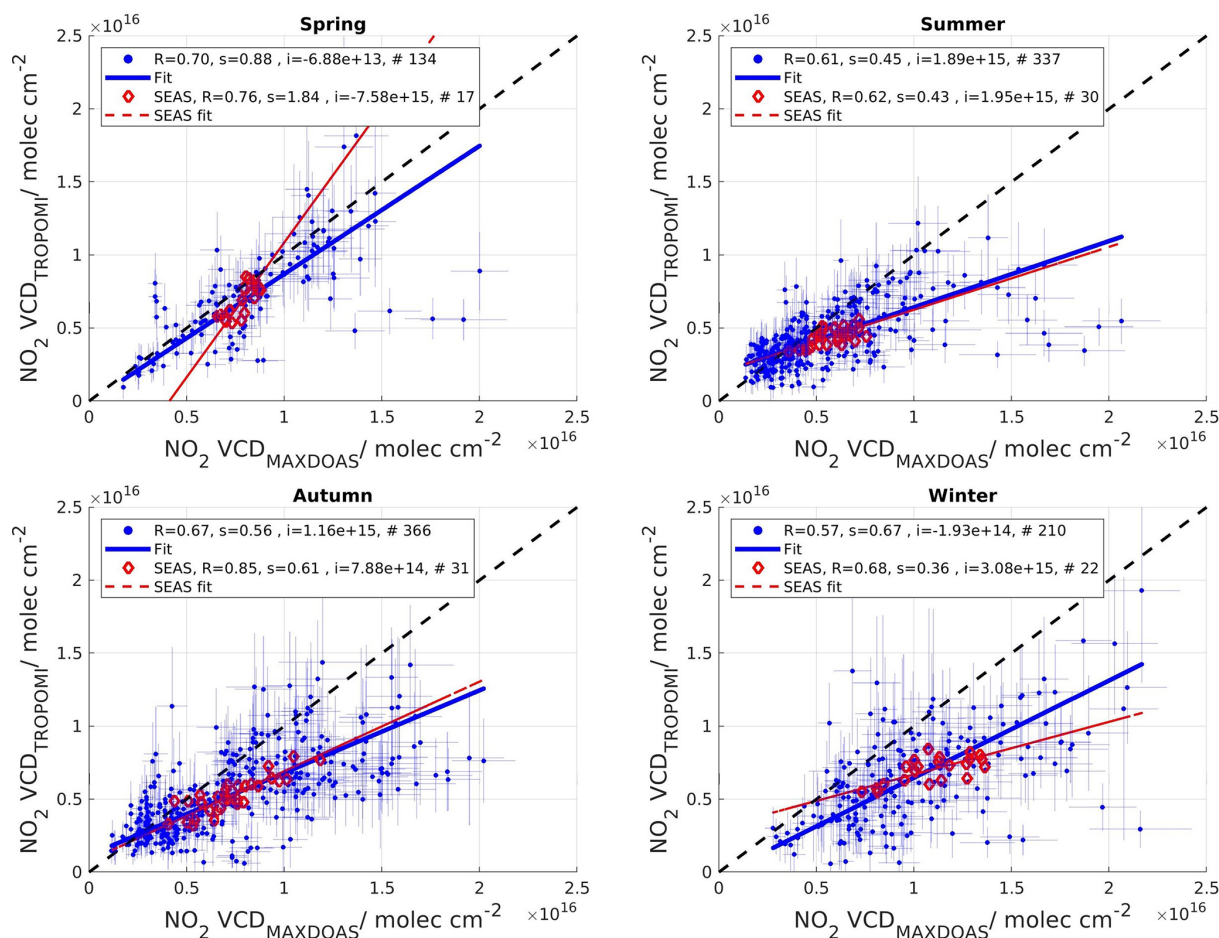 Spring
×10^16
R=0.70, s=0.88 , i=-6.88e+13, # 134
Fit
SEAS, R=0.76, s=1.84 , i=-7.58e+15, # 17
SEAS fit
NO2 VCDTROPOMI/ molec cm-2
2.5
2
1.5
1
0.5
0
0 0.5 1 1.5 2 2.5
NO2 VCDMAXDOAS/ molec cm-2 ×10^16
Summer
×10^16
R=0.61, s=0.45 , i=1.89e+15, # 337
Fit
SEAS, R=0.62, s=0.43 , i=1.95e+15, # 30
SEAS fit
NO2 VCDTROPOMI/ molec cm-2
2.5
2
1.5
1
0.5
0
0 0.5 1 1.5 2 2.5
NO2 VCDMAXDOAS/ molec cm-2 ×10^16
Autumn
×10^16
R=0.67, s=0.56 , i=1.16e+15, # 366
Fit
SEAS, R=0.85, s=0.61 , i=7.88e+14, # 31
SEAS fit
NO2 VCDTROPOMI/ molec cm-2
2.5
2
1.5
1
0.5
0
0 0.5 1 1.5 2 2.5
NO2 VCDMAXDOAS/ molec cm-2 ×10^16
Winter
×10^16
R=0.57, s=0.67 , i=-1.93e+14, # 210
Fit
SEAS, R=0.68, s=0.36 , i=3.08e+15, # 22
SEAS fit
NO2 VCDTROPOMI/ molec cm-2
2.5
2
1.5
1
0.5
0
0 0.5 1 1.5 2 2.5
NO2 VCDMAXDOAS/ molec cm-2 ×10^16